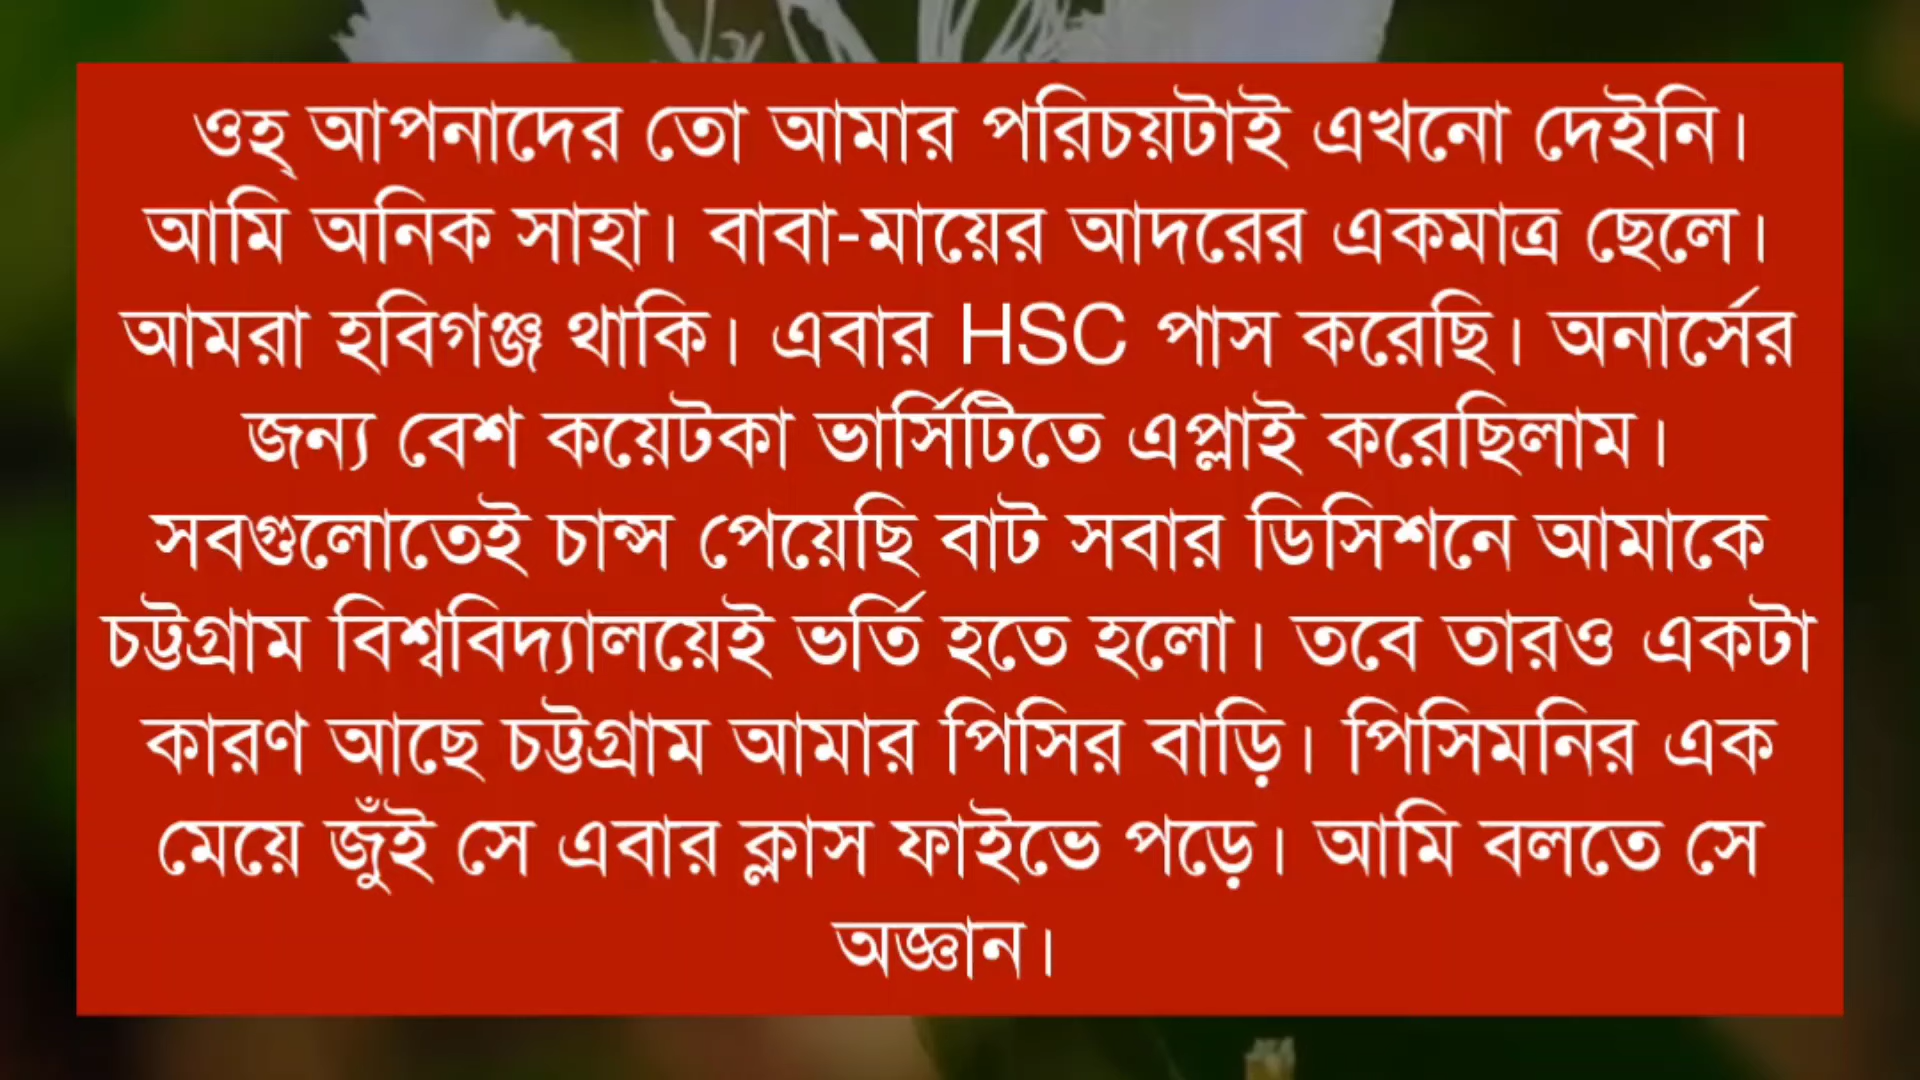 ওহ্ আপনাদের তো আমার পরিচয়টাই এখনো দেইনি।
আমি অনিক সাহা। বাবা-মায়ের আদরের একমাত্র ছেলে।
আমরা হবিগঞ্জ থাকি। এবার HSC পাস করেছি। অনার্সের
জন্য বেশ কয়েটকা ভার্সিটিতে এপ্লাই করেছিলাম।
সবগুলোতেই চান্স পেয়েছি বাট সবার ডিসিশনে আমাকে
চট্টগ্রাম বিশ্ববিদ্যালয়েই ভর্তি হতে হলো। তবে তারও একটা
কারণ আছে চট্টগ্রাম আমার পিসির বাড়ি। পিসিমনির এক
মেয়ে জুঁই সে এবার ক্লাস ফাইভে পড়ে। আমি বলতে সে
অজ্ঞান।